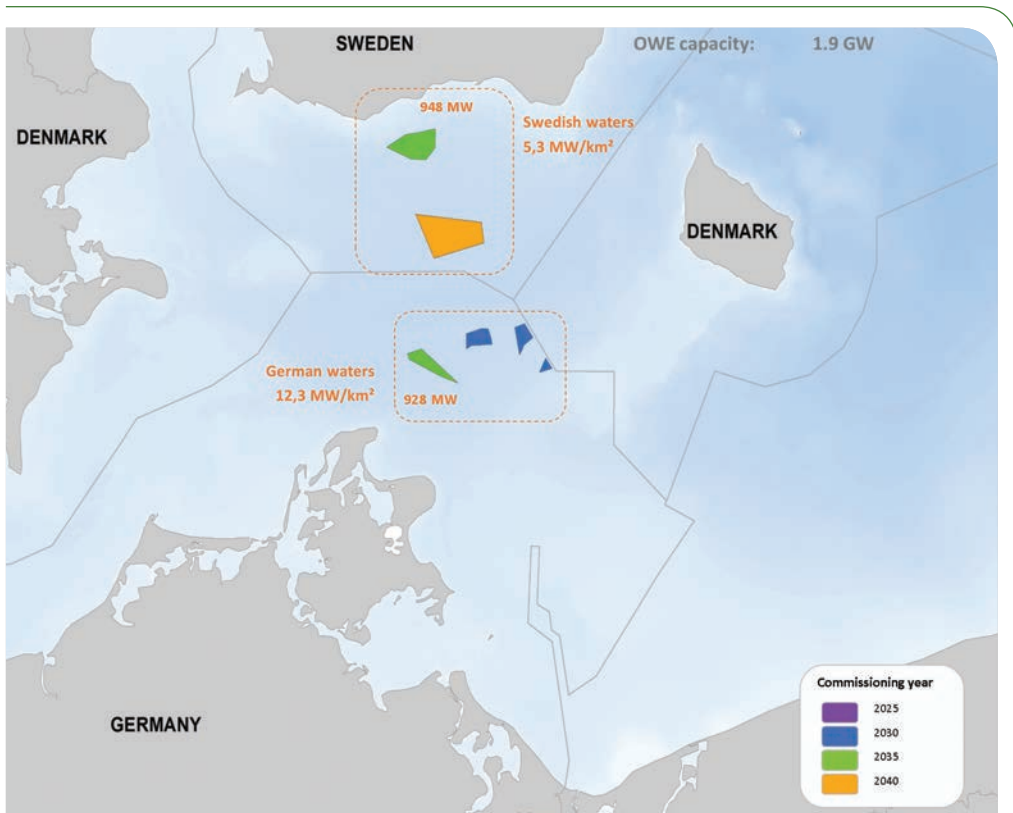 SWEDEN
OWE capacity: 1.9 GW
948 MW
Swedish waters
5,3 MW/km²
DENMARK
DENMARK
German waters
12,3 MW/km²
928 MW
GERMANY
Commissioning year
2025
2030
2035
2040